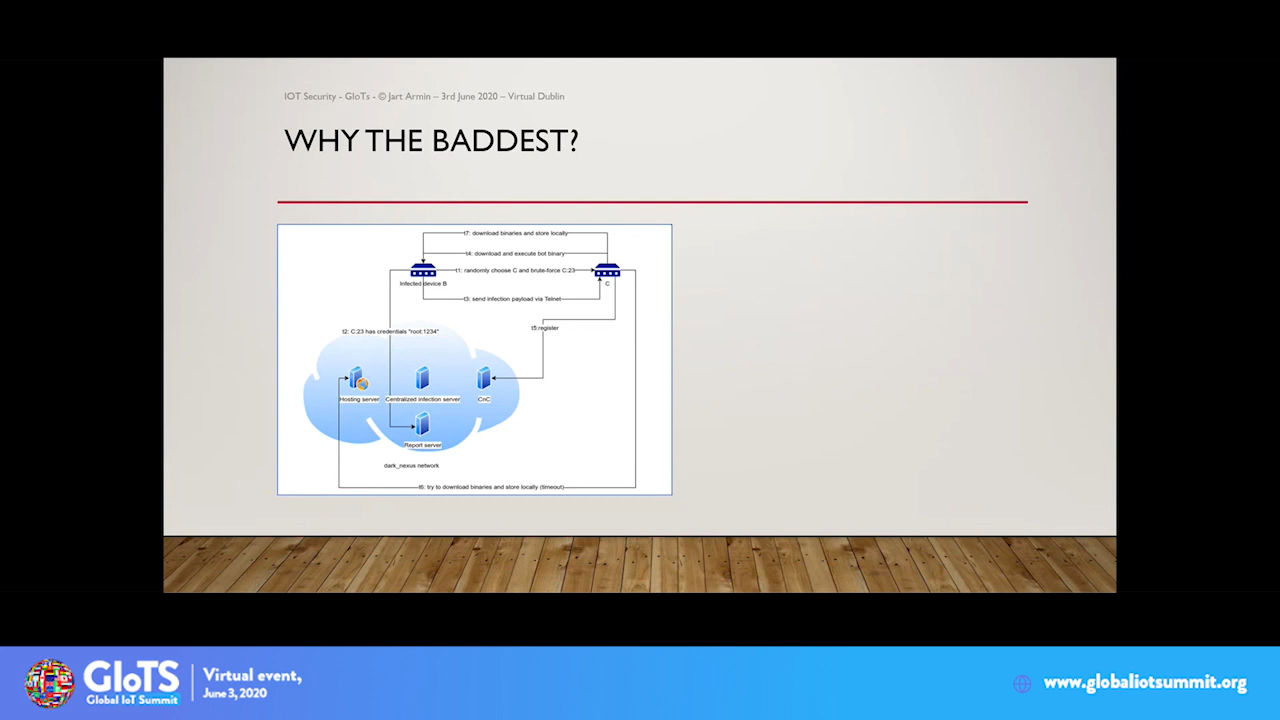 IOT Security - GIoTs - © Jart Armin – 3rd June 2020 – Virtual Dublin
WHY THE BADDEST?
t7: download binaries and store locally
t4: download and execute bot binary
t1: randomly choose C and brute-force C:23
Infected device B
C
t3: send infection payload via Telnet
t5:register
t2: C:23 has credentials "root:1234"
Hosting server
Centralized infection server
CnC
Report server
dark_nexus network
t6: try to download binaries and store locally (timeout)
GIoTS
Global IoT Summit
Virtual event,
June 3, 2020
www.globaliotsummit.org